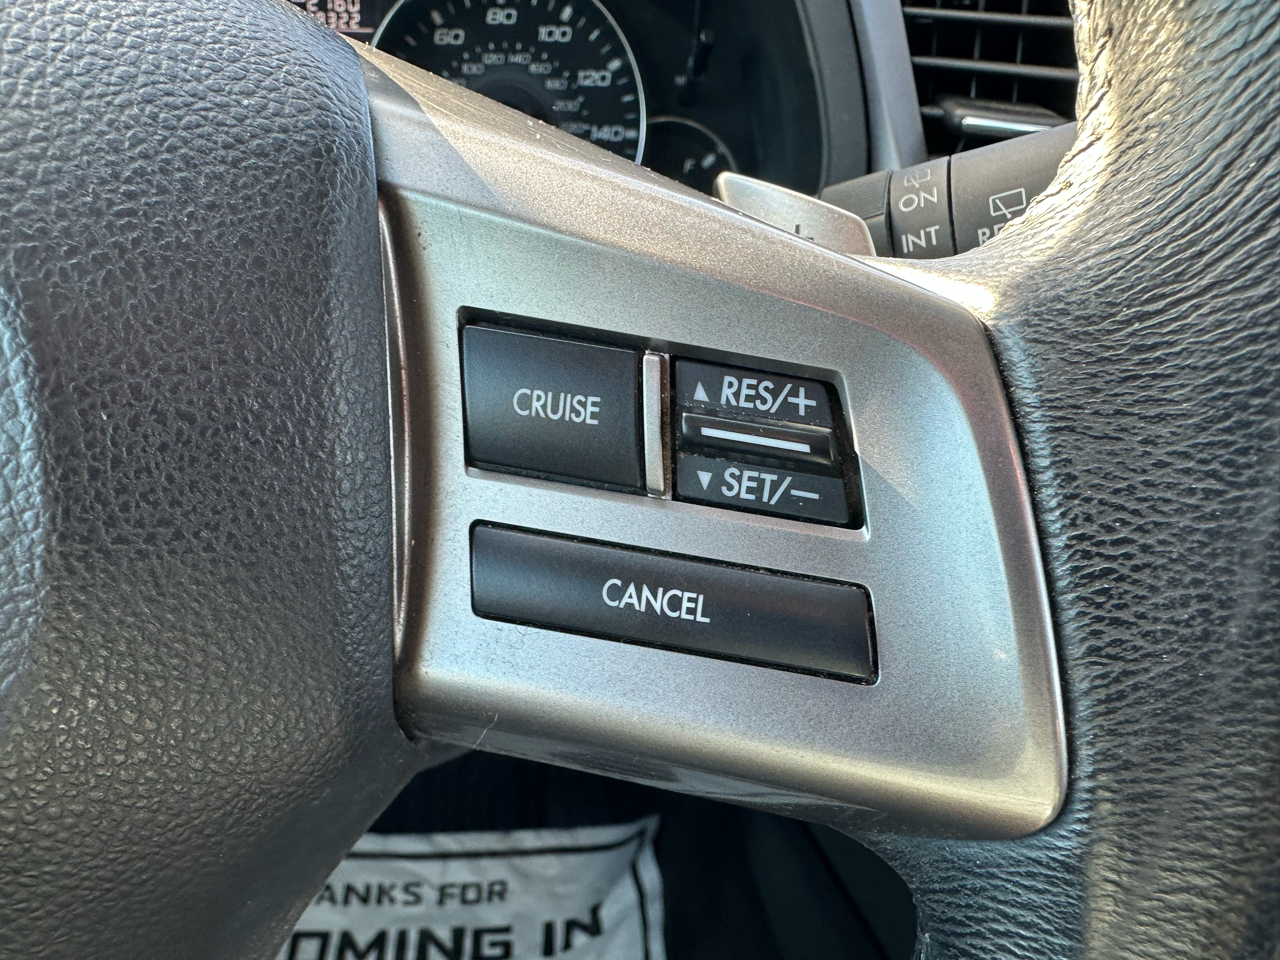 80
60
100
120
140
ON
INT
CRUISE
▲ RES/+
▼ SET/−
CANCEL
F
ANKS FOR
OMING IN